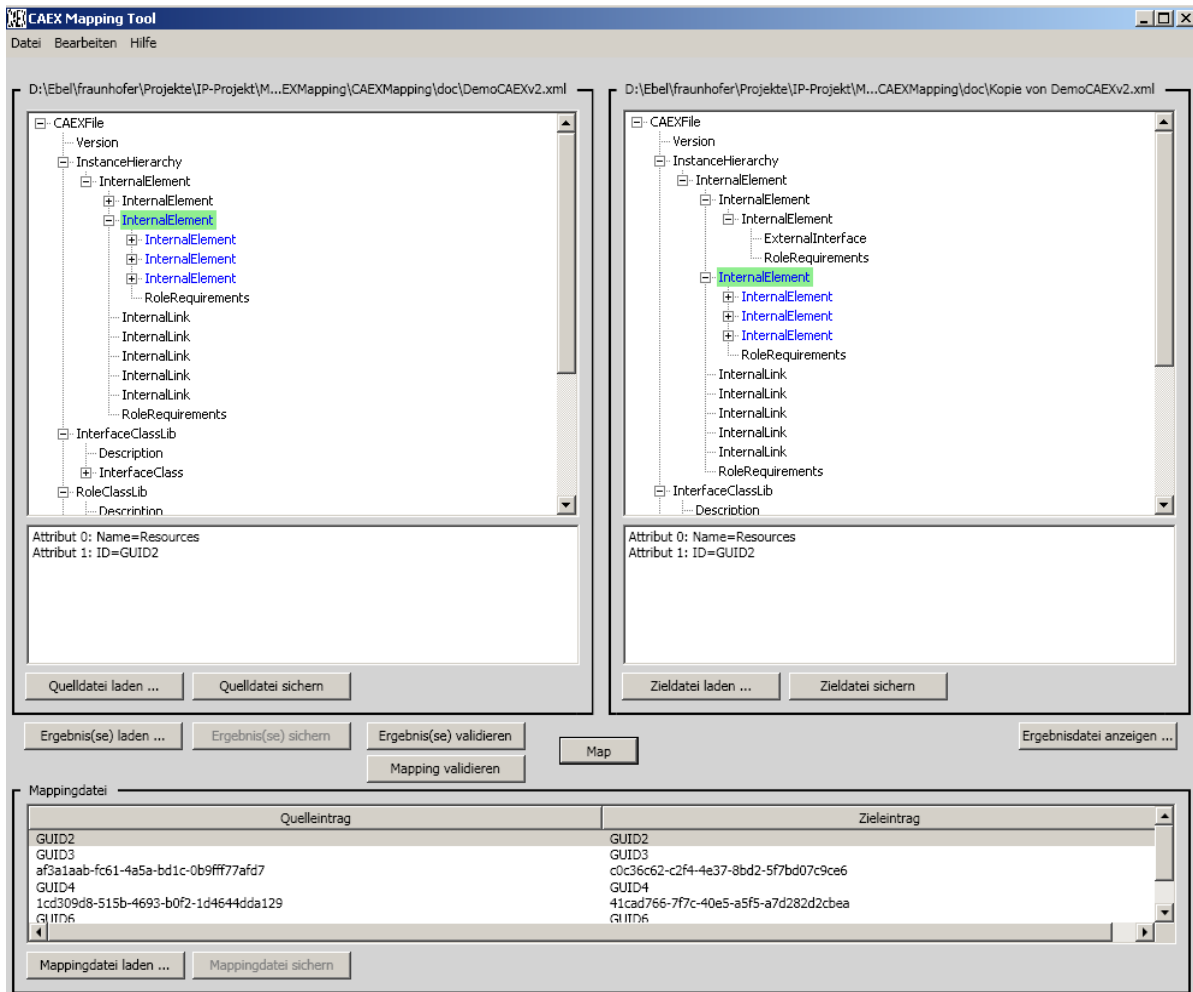 CAEX Mapping Tool
Datei Bearbeiten Hilfe
D:\Ebel\fraunhofer\Projekte\IP-Projekt\M...EXMapping\CAEXMapping\doc\DemoCAEXv2.xml
CAEXFile
Version
InstanceHierarchy
InternalElement
InternalElement
InternalElement
InternalElement
InternalElement
InternalElement
RoleRequirements
InternalLink
InternalLink
InternalLink
InternalLink
InternalLink
RoleRequirements
InterfaceClassLib
Description
InterfaceClass
RoleClassLib
Description
Attribut 0: Name=Resources
Attribut 1: ID=GUID2
Quelldatei laden ... Quelldatei sichern
D:\Ebel\fraunhofer\Projekte\IP-Projekt\M...CAEXMapping\doc\Kopie von DemoCAEXv2.xml
CAEXFile
Version
InstanceHierarchy
InternalElement
InternalElement
InternalElement
ExternalInterface
RoleRequirements
InternalElement
InternalElement
InternalElement
InternalElement
RoleRequirements
InternalLink
InternalLink
InternalLink
InternalLink
InternalLink
RoleRequirements
InterfaceClassLib
Description
Attribut 0: Name=Resources
Attribut 1: ID=GUID2
Zieldatei laden ... Zieldatei sichern
Ergebnis(se) laden ... Ergebnis(se) sichern Ergebnis(se) validieren Map Ergebnisdatei anzeigen ...
Mapping validieren
Mappingdatei
Quelleintrag Zieleintrag
GUID2 GUID2
GUID3 GUID3
af3a1aab-fc61-4a5a-bd1c-0b9fff77afd7 c0c36c62-c2f4-4e37-8bd2-5f7bd07c9ce6
GUID4 GUID4
1cd309d8-515b-4693-b0f2-1d4644dda129 41cad766-7f7c-40e5-a5f5-a7d282d2cbea
GUID6 GUID6
Mappingdatei laden ... Mappingdatei sichern